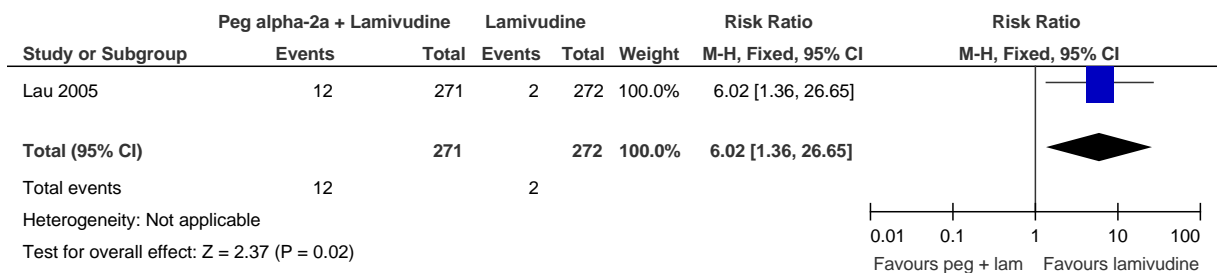 Peg alpha-2a + Lamivudine Lamivudine Risk Ratio Risk Ratio
Study or Subgroup Events Total Events Total Weight M-H, Fixed, 95% CI M-H, Fixed, 95% CI
Lau 2005 12 271 2 272 100.0% 6.02 [1.36, 26.65]
Total (95% CI) 271 272 100.0% 6.02 [1.36, 26.65]
Total events 12 2
Heterogeneity: Not applicable
Test for overall effect: Z = 2.37 (P = 0.02)
0.01 0.1 1 10 100
Favours peg + lam Favours lamivudine